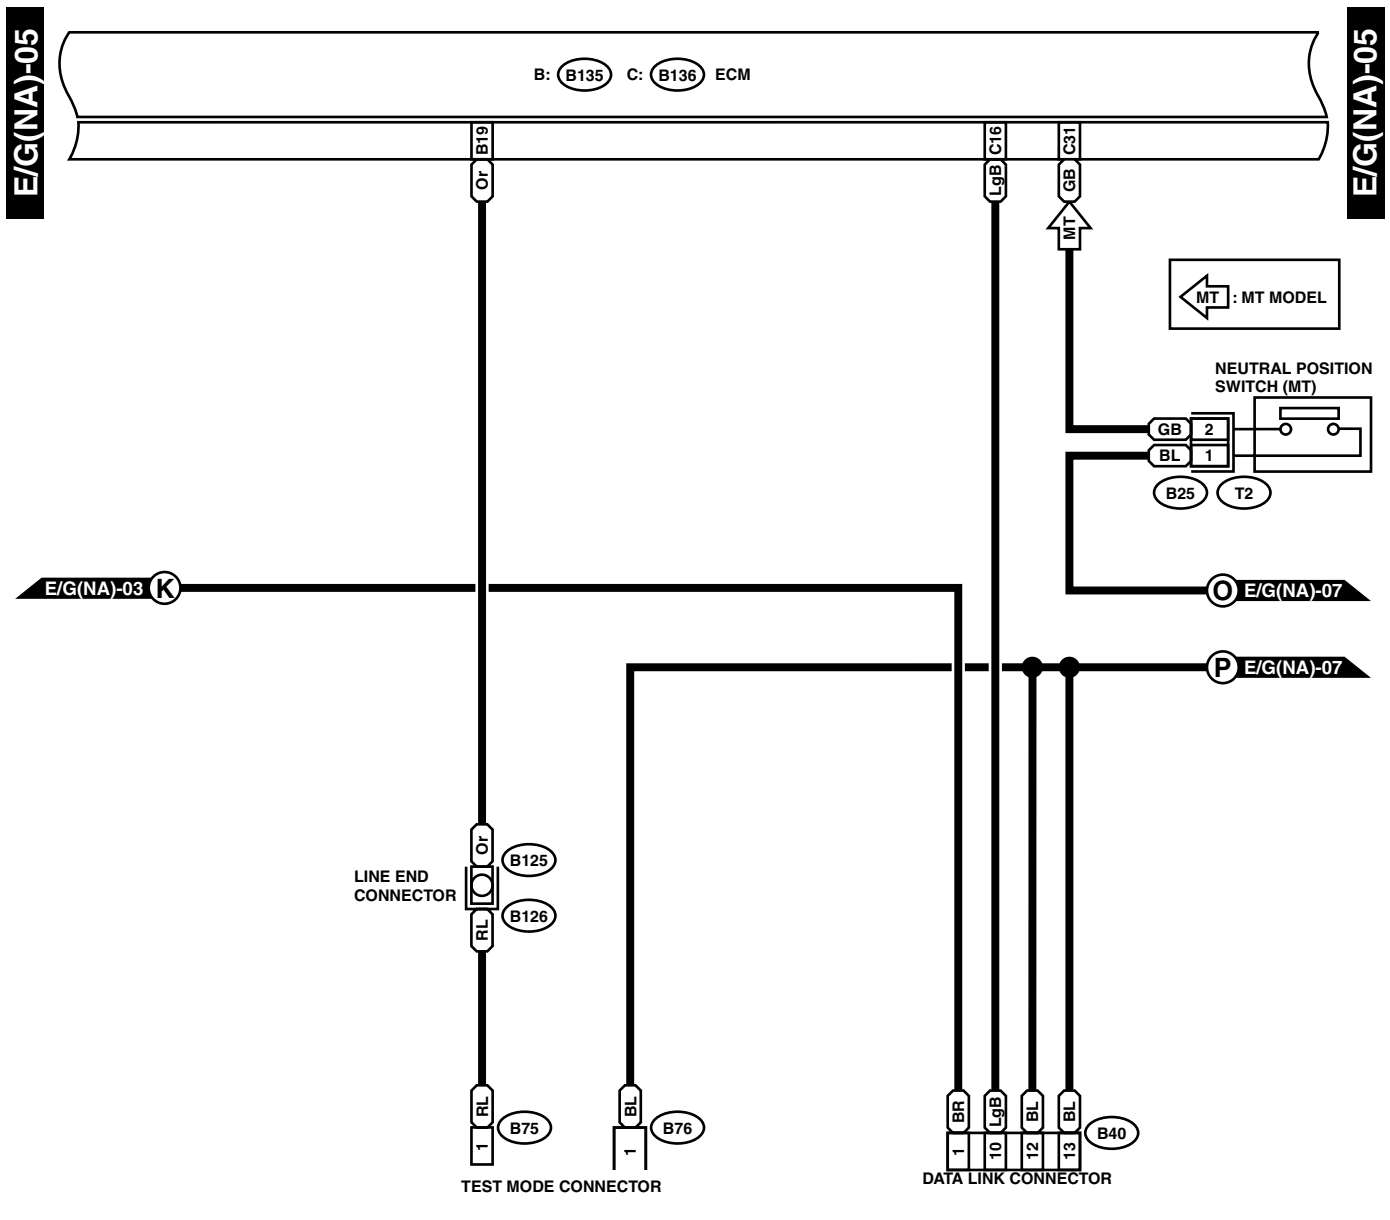 E/G(NA)-05
E/G(NA)-05
B: B135 C: B136 ECM
B19
C16
C31
Or
LgB
GB
MT
MT : MT MODEL
NEUTRAL POSITION
SWITCH (MT)
GB 2
BL 1
B25 T2
E/G(NA)-03 K
O E/G(NA)-07
P E/G(NA)-07
Or
B125
LINE END
CONNECTOR
B126
RL
RL
BL
BR
LgB
BL
BL
B75
B76
B40
1
1
1
10
12
13
TEST MODE CONNECTOR
DATA LINK CONNECTOR